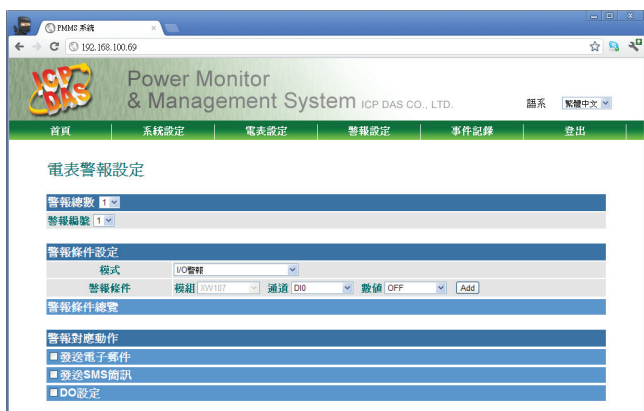 PMMS 系統
192.168.100.69
ICP DAS
Power Monitor
& Management System ICP DAS CO., LTD.
語系 繁體中文
首頁 系統設定 電表設定 警報設定 事件記錄 登出
電表警報設定
警報總數 1
警報編號 1
警報條件設定
模式 I/O警報
警報條件 模組 XW107 通道 DI0 數值 OFF Add
警報條件總覽
警報對應動作
發送電子郵件
發送SMS簡訊
DO設定